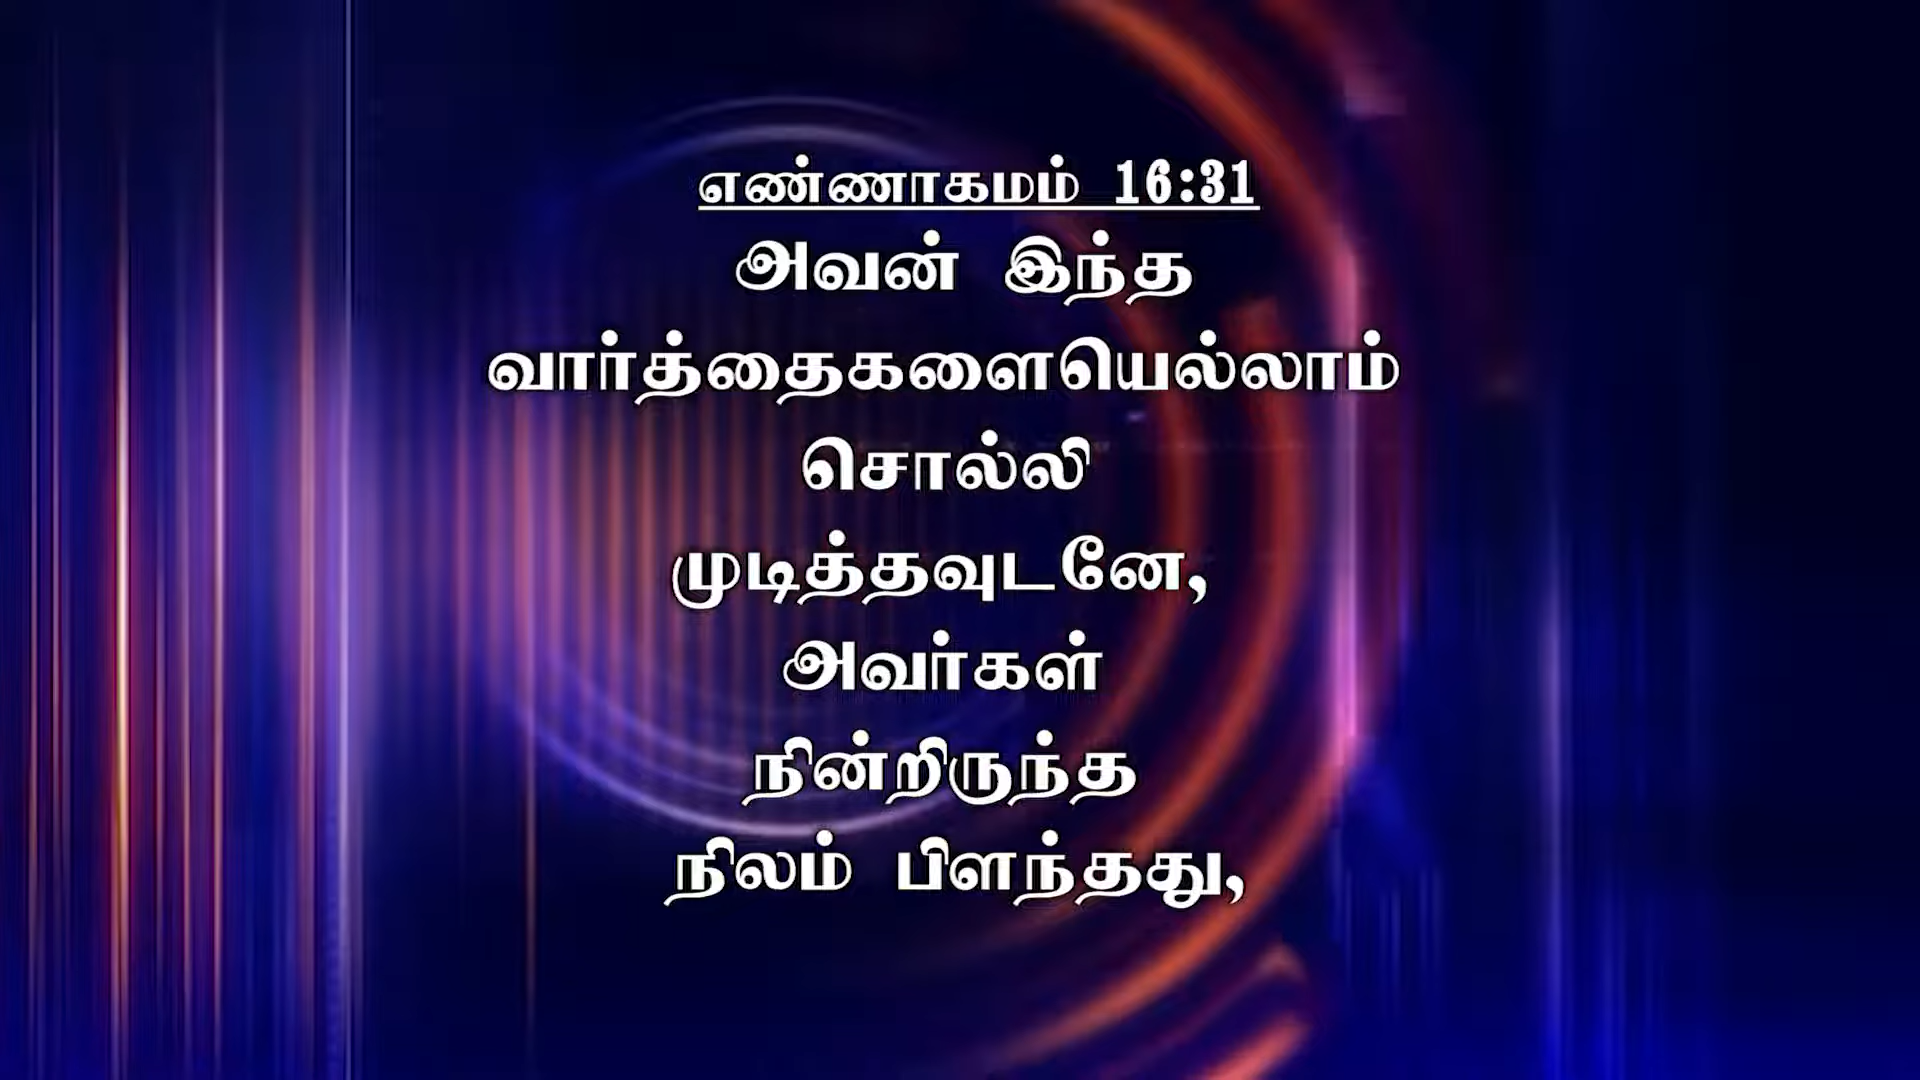 எண்ணாகமம் 16:31
அவன் இந்த
வார்த்தைகளையெல்லாம்
சொல்லி
முடித்தவுடனே,
அவர்கள்
நின்றிருந்த
நிலம் பிளந்தது,